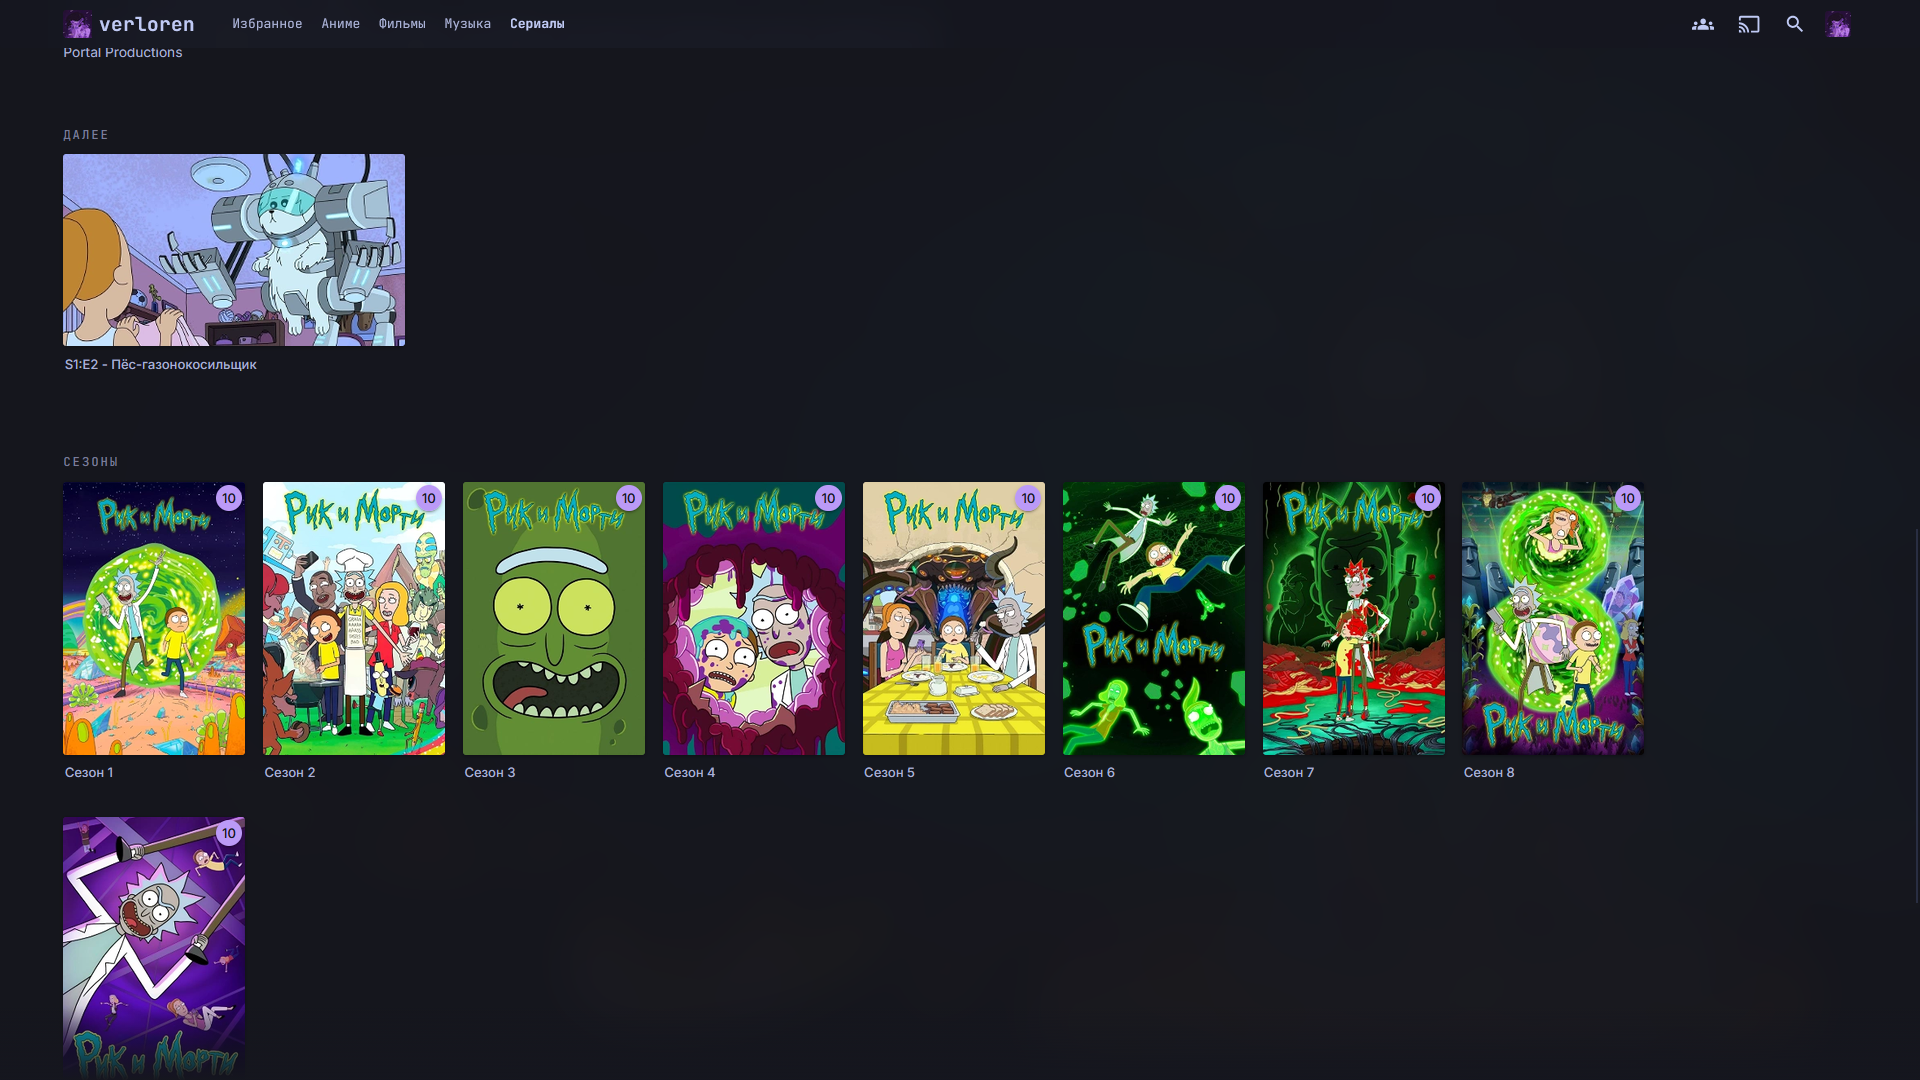 verloren
Избранное Аниме Фильмы Музыка Сериалы
Portal Productions
ДАЛЕЕ
S1:E2 - Пёс-газонокосильщик
СЕЗОНЫ
10 10 10 10 10 10 10 10
Рик и Морти
Рик и Морти
Рик и Морти
Рик и Морти
Рик и Морти
Рик и Морти
Рик и Морти
Рик и Морти
Сезон 1 Сезон 2 Сезон 3 Сезон 4 Сезон 5 Сезон 6 Сезон 7 Сезон 8
10
Рик и Морти